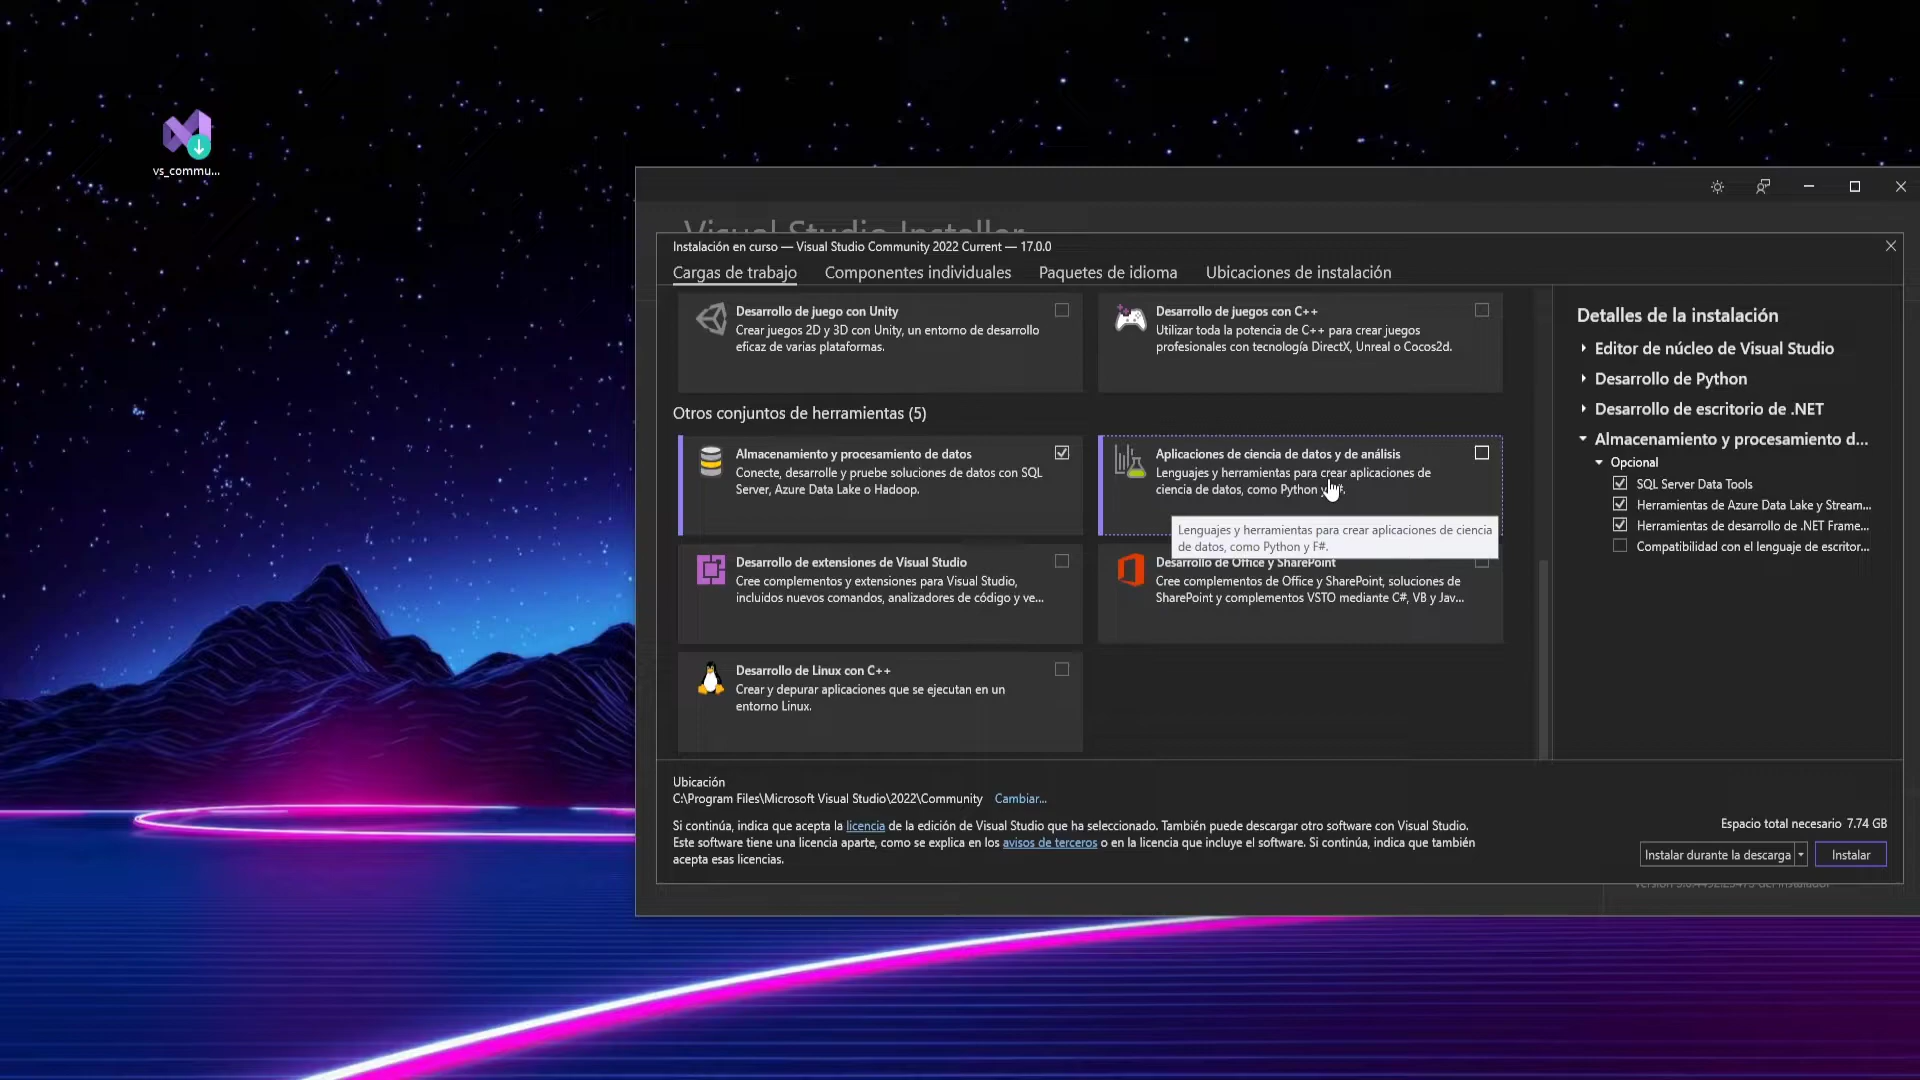 vs_commu...
Visual Studio Installer
Instalación en curso — Visual Studio Community 2022 Current — 17.0.0
Cargas de trabajo
Componentes individuales
Paquetes de idioma
Ubicaciones de instalación
Desarrollo de juego con Unity
Crear juegos 2D y 3D con Unity, un entorno de desarrollo
eficaz de varias plataformas.
Desarrollo de juegos con C++
Utilizar toda la potencia de C++ para crear juegos
profesionales con tecnología DirectX, Unreal o Cocos2d.
Otros conjuntos de herramientas (5)
Almacenamiento y procesamiento de datos
Conecte, desarrolle y pruebe soluciones de datos con SQL
Server, Azure Data Lake o Hadoop.
Aplicaciones de ciencia de datos y de análisis
Lenguajes y herramientas para crear aplicaciones de
ciencia de datos, como Python y
Lenguajes y herramientas para crear aplicaciones de ciencia
de datos, como Python y F#.
Desarrollo de extensiones de Visual Studio
Cree complementos y extensiones para Visual Studio,
incluidos nuevos comandos, analizadores de código y ve...
Desarrollo de Office y SharePoint
Cree complementos de Office y SharePoint, soluciones de
SharePoint y complementos VSTO mediante C#, VB y Jav...
Desarrollo de Linux con C++
Crear y depurar aplicaciones que se ejecutan en un
entorno Linux.
Detalles de la instalación
Editor de núcleo de Visual Studio
Desarrollo de Python
Desarrollo de escritorio de .NET
Almacenamiento y procesamiento d...
Opcional
SQL Server Data Tools
Herramientas de Azure Data Lake y Stream...
Herramientas de desarrollo de .NET Frame...
Compatibilidad con el lenguaje de escritor...
Ubicación
C:\Program Files\Microsoft Visual Studio\2022\Community
Cambiar...
Si continúa, indica que acepta la licencia de la edición de Visual Studio que ha seleccionado. También puede descargar otro software con Visual Studio.
Este software tiene una licencia aparte, como se explica en los avisos de terceros o en la licencia que incluye el software. Si continúa, indica que también
acepta esas licencias.
Espacio total necesario 7.74 GB
Instalar durante la descarga
Instalar